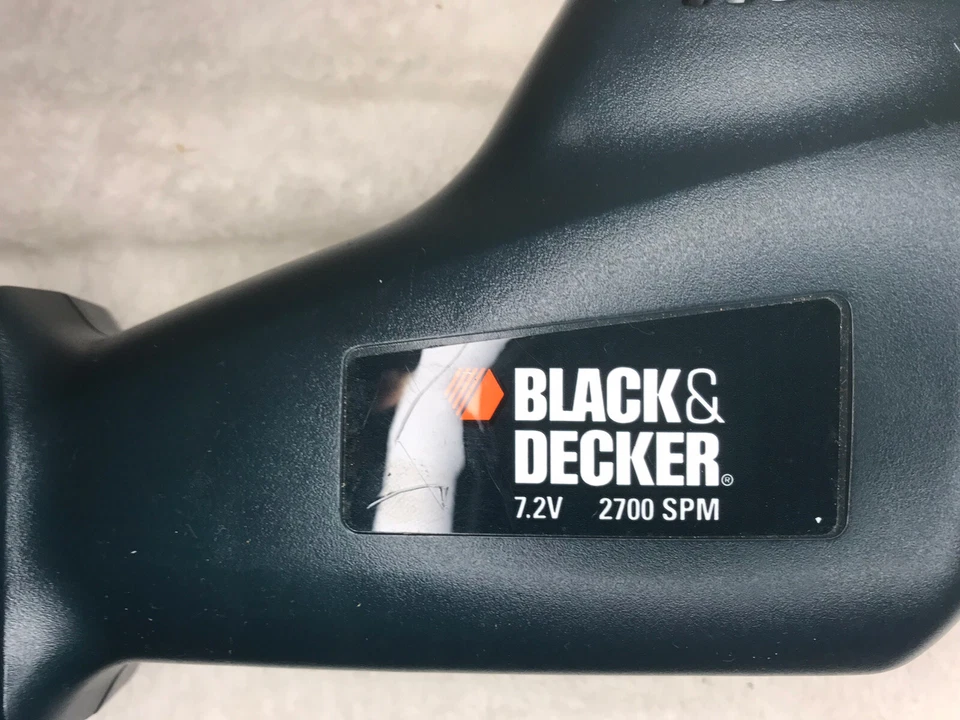 BLACK&
DECKER®
7.2V 2700 SPM